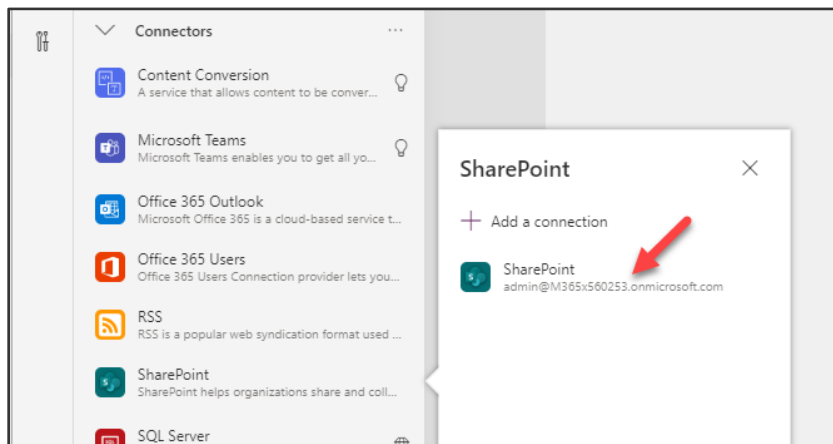 Connectors
Content Conversion
A service that allows content to be conver...
Microsoft Teams
Microsoft Teams enables you to get all yo...
Office 365 Outlook
Microsoft Office 365 is a cloud-based service t...
Office 365 Users
Office 365 Users Connection provider lets you...
RSS
RSS is a popular web syndication format used ...
SharePoint
SharePoint helps organizations share and coll...
SQL Server
SharePoint
Add a connection
SharePoint
admin@M365x560253.onmicrosoft.com